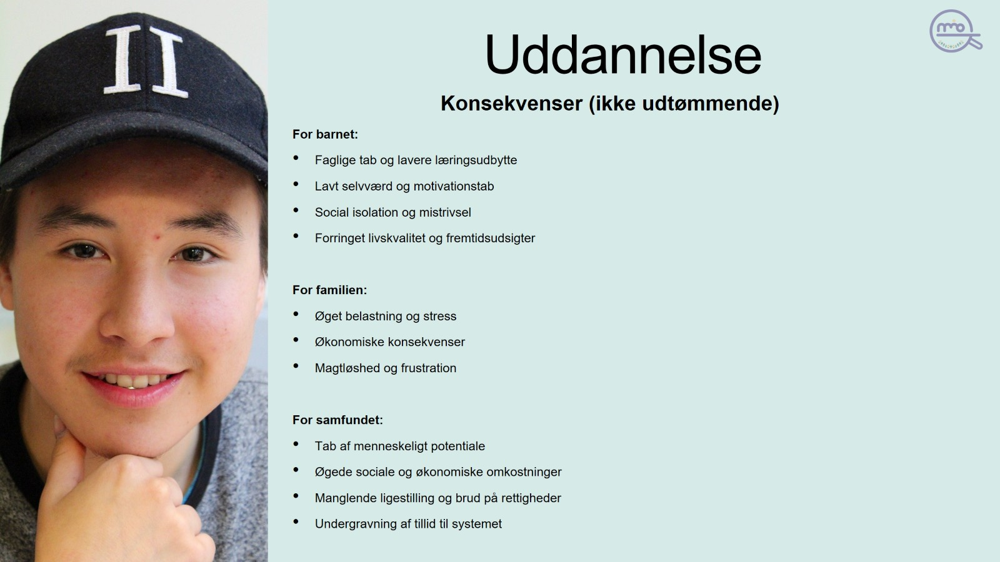 II
mio
Uddannelse
Konsekvenser (ikke udtømmende)
For barnet:
• Faglige tab og lavere læringsudbytte
• Lavt selvværd og motivationstab
• Social isolation og mistrivsel
• Forringet livskvalitet og fremtidsudsigter
For familien:
• Øget belastning og stress
• Økonomiske konsekvenser
• Magtløshed og frustration
For samfundet:
• Tab af menneskeligt potentiale
• Øgede sociale og økonomiske omkostninger
• Manglende ligestilling og brud på rettigheder
• Undergravning af tillid til systemet